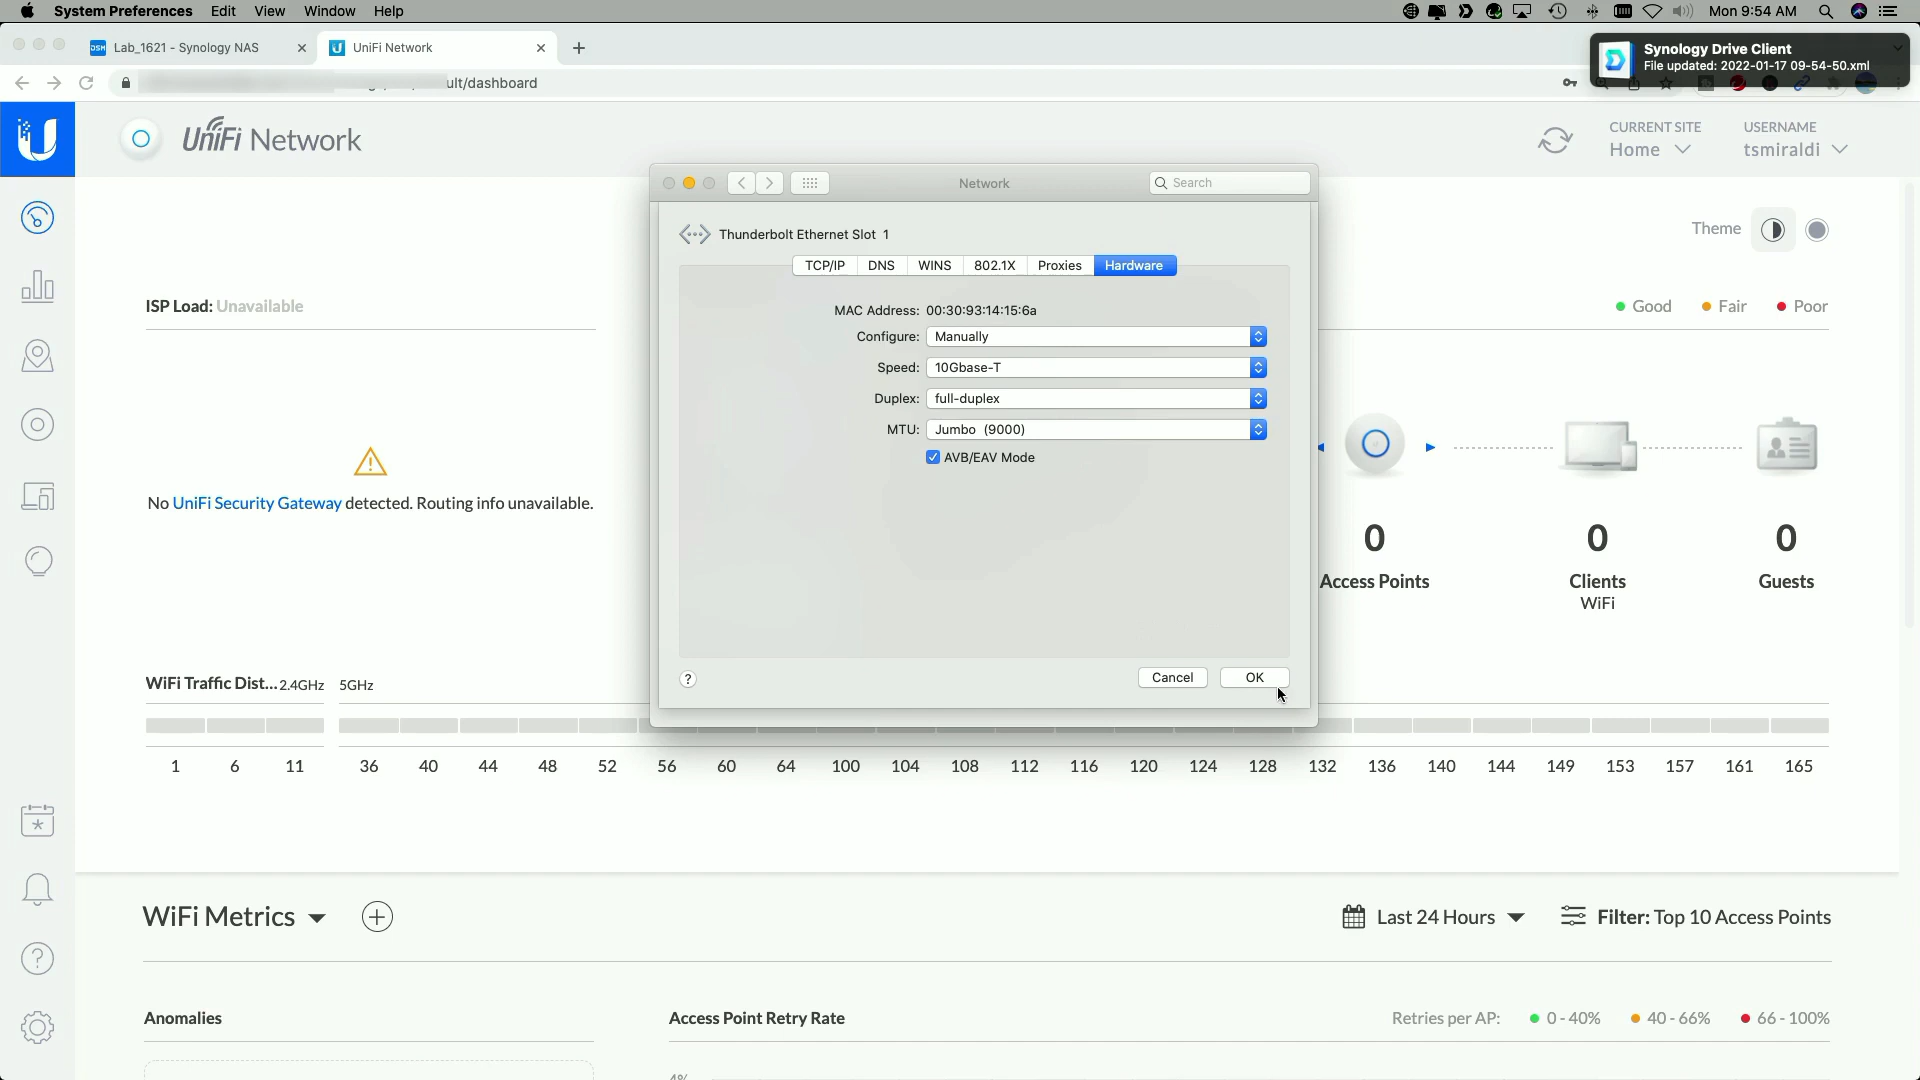 System Preferences Edit View Window Help
Mon 9:54 AM
DSM Lab_1621 - Synology NAS
UniFi Network
Synology Drive Client
File updated: 2022-01-17 09-54-50.xml
ult/dashboard
UniFi Network
CURRENT SITE
Home
USERNAME
tsmiraldi
Network
Search
Thunderbolt Ethernet Slot 1
TCP/IP DNS WINS 802.1X Proxies Hardware
MAC Address: 00:30:93:14:15:6a
Configure: Manually
Speed: 10Gbase-T
Duplex: full-duplex
MTU: Jumbo (9000)
AVB/EAV Mode
? Cancel OK
Theme
ISP Load: Unavailable
Good Fair Poor
No UniFi Security Gateway detected. Routing info unavailable.
0 0 0
Access Points Clients Guests
WiFi
WiFi Traffic Dist... 2.4GHz 5GHz
1 6 11 36 40 44 48 52 56 60 64 100 104 108 112 116 120 124 128 132 136 140 144 149 153 157 161 165
WiFi Metrics
Last 24 Hours
Filter: Top 10 Access Points
Anomalies
Access Point Retry Rate
Retries per AP: 0 - 40% 40 - 66% 66 - 100%